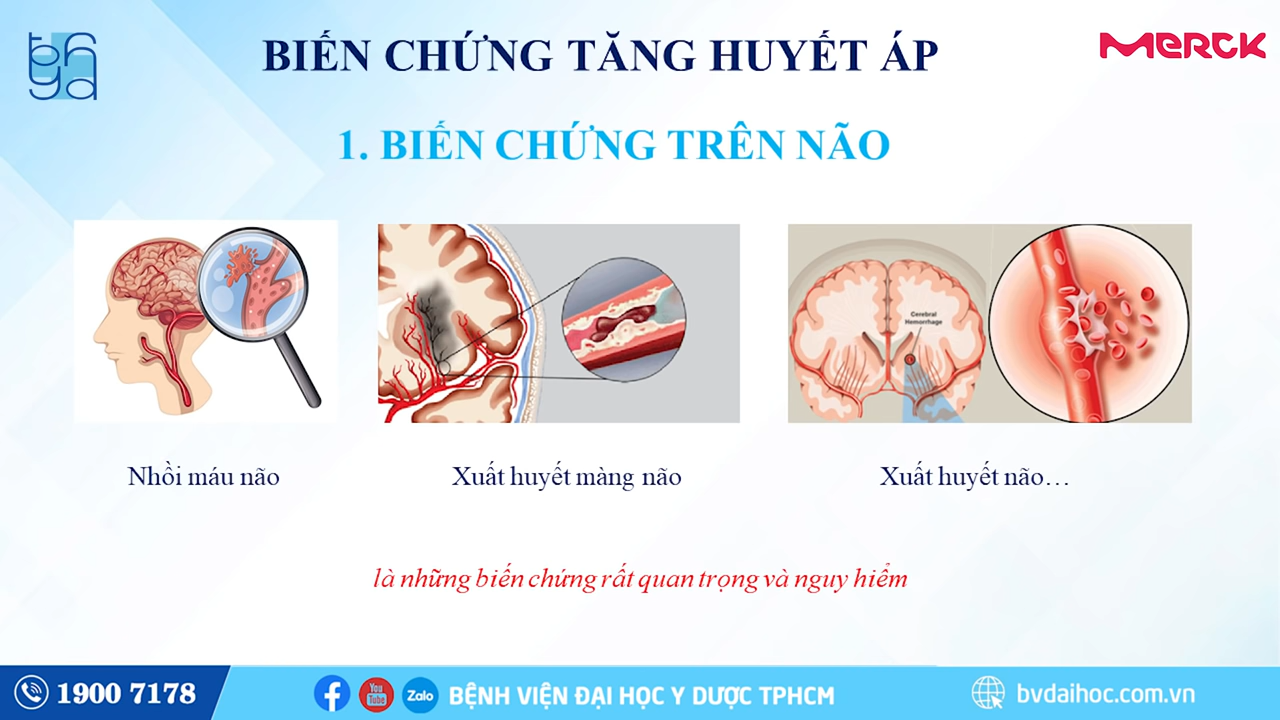 BIẾN CHỨNG TĂNG HUYẾT ÁP
MERCK
1. BIẾN CHỨNG TRÊN NÃO
Cerebral
Hemorrhage
Nhồi máu não
Xuất huyết màng não
Xuất huyết não…
là những biến chứng rất quan trọng và nguy hiểm
1900 7178
You
Tube
Zalo
BỆNH VIỆN ĐẠI HỌC Y DƯỢC TPHCM
bvdaihoc.com.vn